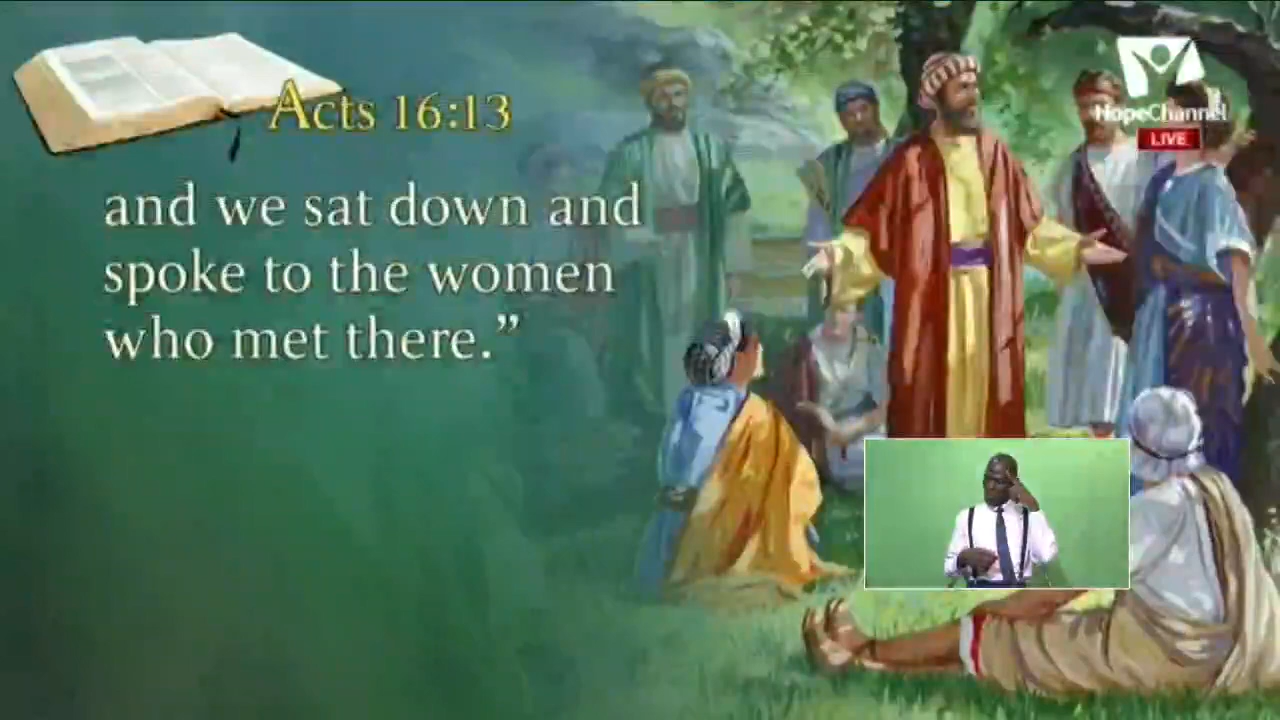 Acts 16:13
and we sat down and
spoke to the women
who met there.”
HopeChannel
LIVE